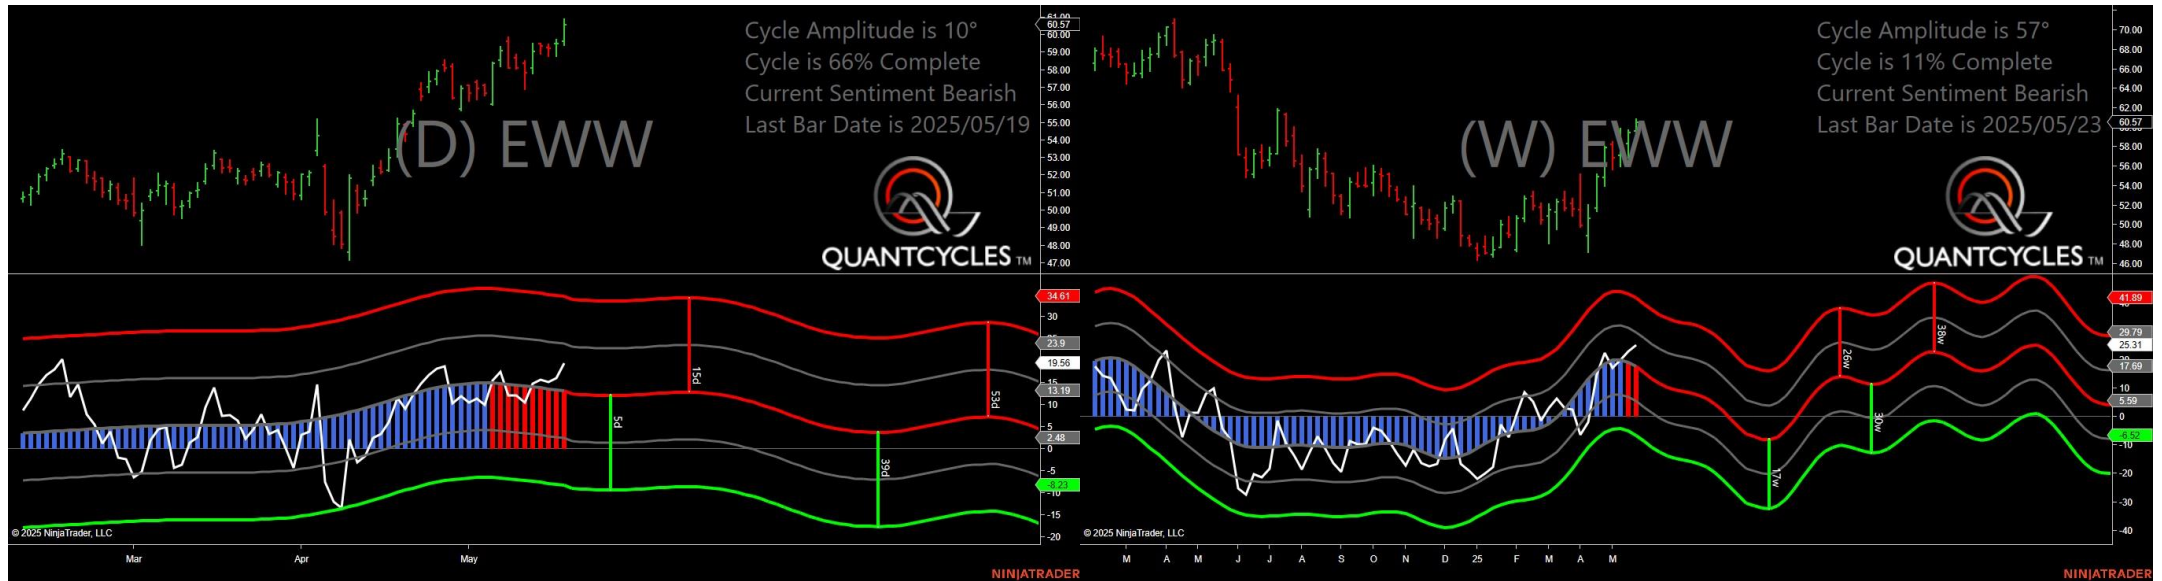 Cycle Amplitude is 10°
Cycle is 66% Complete
Current Sentiment Bearish
Last Bar Date is 2025/05/19
(D) EWW
QUANTCYCLES TM
61.00
60.57
60.00
59.00
58.00
57.00
56.00
55.00
54.00
53.00
52.00
51.00
50.00
49.00
48.00
47.00
34.61
30
23.9
19.56
15
13.19
10
5
2.48
0
-5
-8.23
-10
-15
-20
5d
15d
39d
53d
© 2025 NinjaTrader, LLC
Mar Apr May
NINJATRADER
Cycle Amplitude is 57°
Cycle is 11% Complete
Current Sentiment Bearish
Last Bar Date is 2025/05/23
(W) EWW
QUANTCYCLES TM
70.00
68.00
66.00
64.00
62.00
60.57
58.00
56.00
54.00
52.00
50.00
48.00
46.00
41.89
29.79
25.31
17.69
10
5.59
0
-6.52
-10
-20
-30
-40
17w
26w
30w
38w
© 2025 NinjaTrader, LLC
M A M J J A S O N D 25 F M A M
NINJATRADER